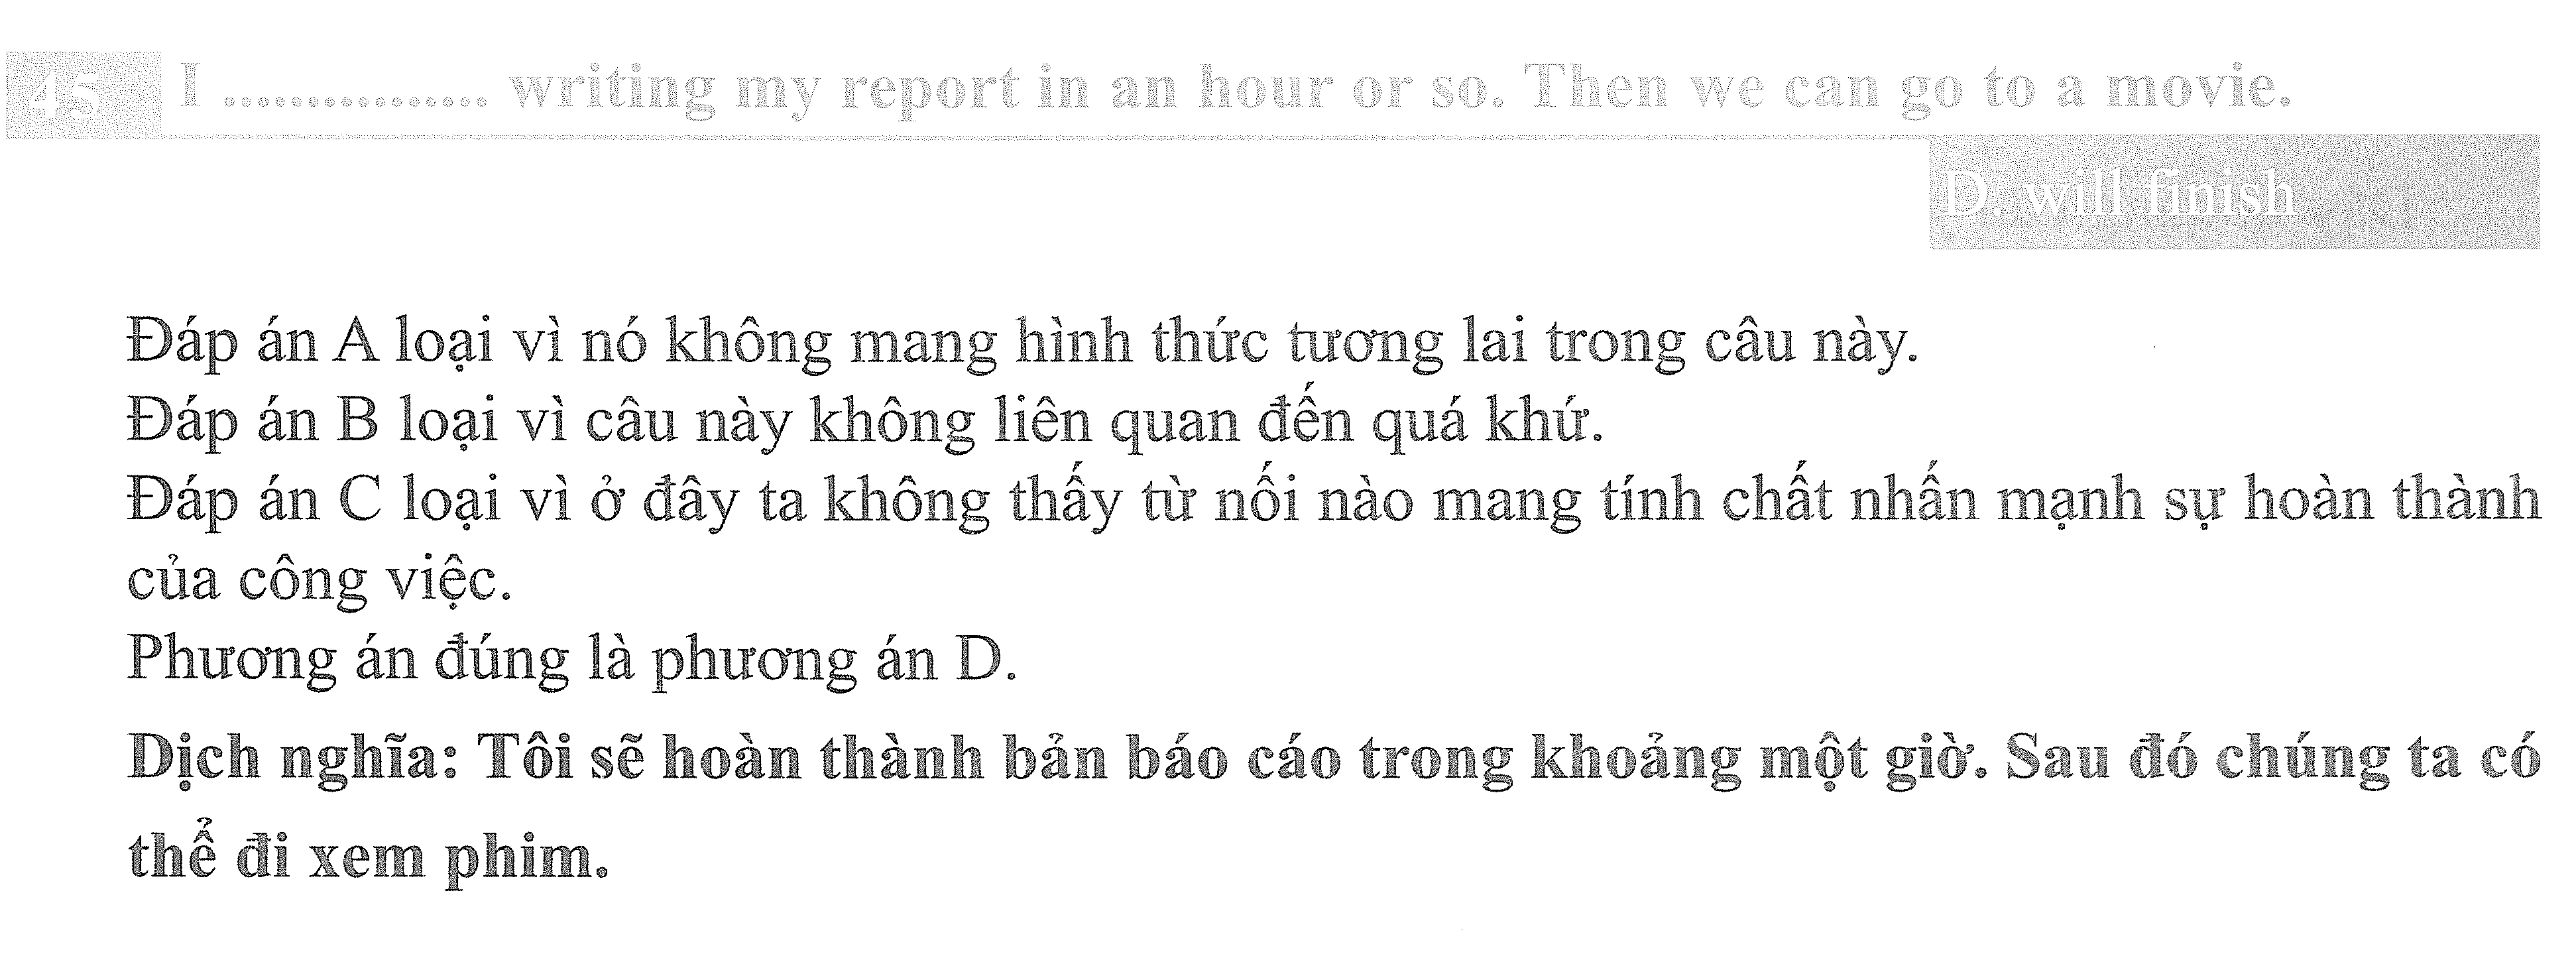 45 I ............... writing my report in an hour or so. Then we can go to a movie.
D. will finish
Đáp án A loại vì nó không mang hình thức tương lai trong câu này.
Đáp án B loại vì câu này không liên quan đến quá khứ.
Đáp án C loại vì ở đây ta không thấy từ nối nào mang tính chất nhấn mạnh sự hoàn thành
của công việc.
Phương án đúng là phương án D.
Dịch nghĩa: Tôi sẽ hoàn thành bản báo cáo trong khoảng một giờ. Sau đó chúng ta có
thể đi xem phim.